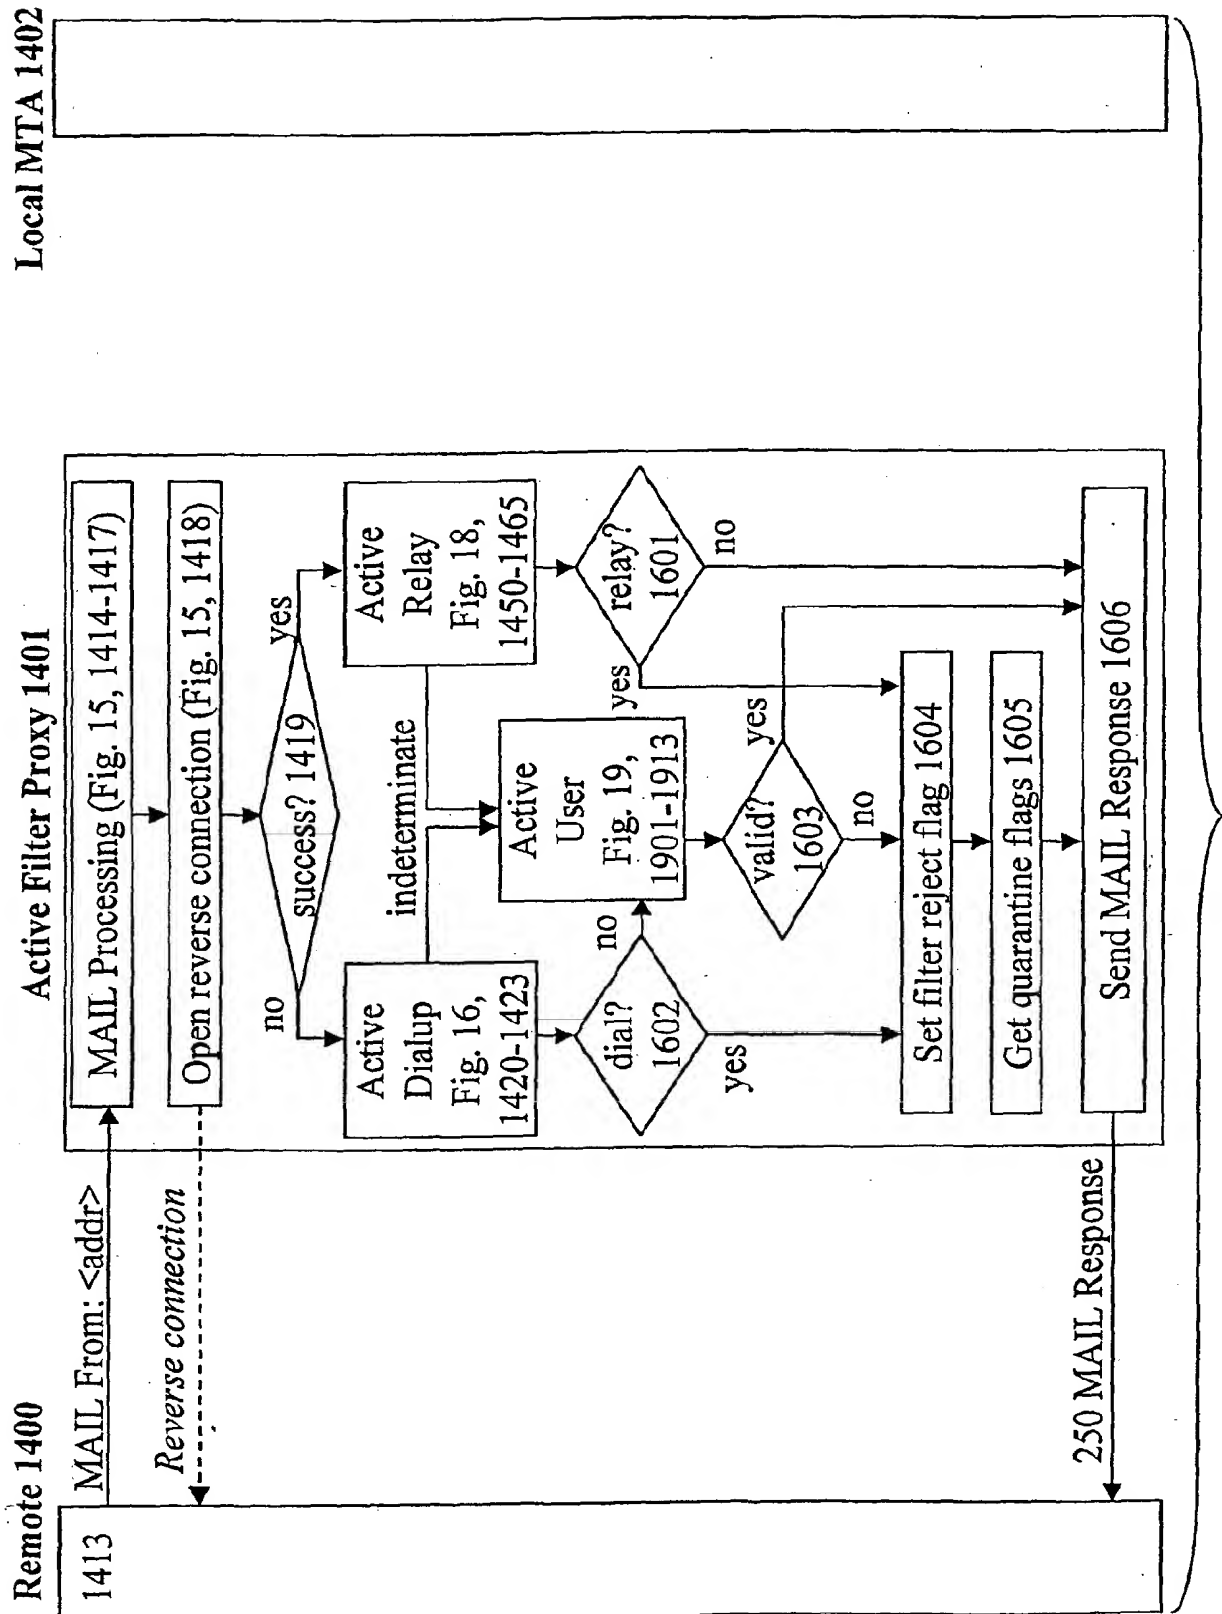 Remote 1400
Active Filter Proxy 1401
Local MTA 1402
1413
MAIL From: <addr>
MAIL Processing (Fig. 15, 1414-1417)
Reverse connection
Open reverse connection (Fig. 15, 1418)
success? 1419
no
yes
Active
Dialup
Fig. 16,
1420-1423
indeterminate
Active
Relay
Fig. 18,
1450-1465
Active
User
Fig. 19,
1901-1913
dial?
1602
no
yes
relay?
1601
yes
no
valid?
1603
yes
no
Set filter reject flag 1604
Get quarantine flags 1605
Send MAIL Response 1606
250 MAIL Response